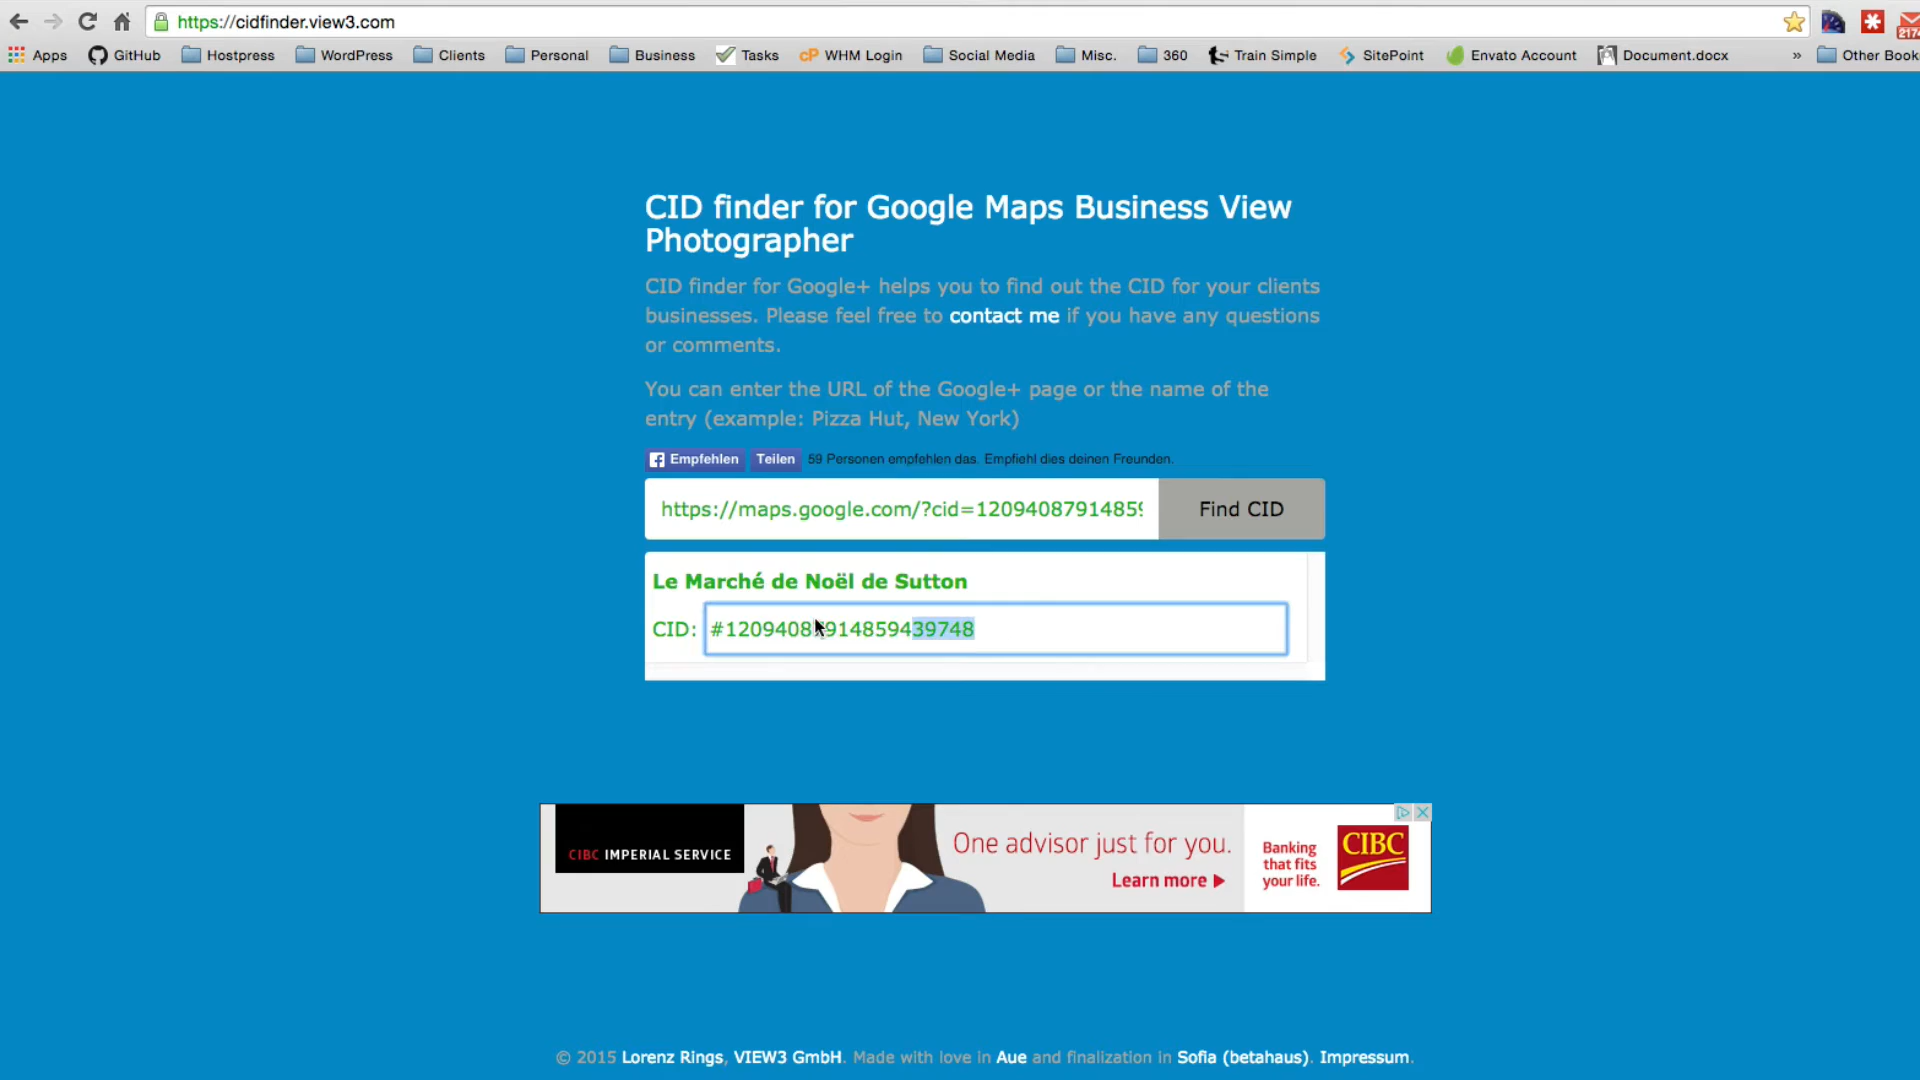 https://cidfinder.view3.com
Apps GitHub Hostpress WordPress Clients Personal Business Tasks cP WHM Login Social Media Misc. 360 Train Simple SitePoint Envato Account Document.docx » Other Book
CID finder for Google Maps Business View
Photographer
CID finder for Google+ helps you to find out the CID for your clients
businesses. Please feel free to contact me if you have any questions
or comments.
You can enter the URL of the Google+ page or the name of the
entry (example: Pizza Hut, New York)
Empfehlen Teilen 59 Personen empfehlen das. Empfiehl dies deinen Freunden.
https://maps.google.com/?cid=12094087914859 Find CID
Le Marché de Noël de Sutton
CID: #12094087914859439748
CIBC IMPERIAL SERVICE
One advisor just for you.
Learn more
Banking
that fits
your life.
CIBC
© 2015 Lorenz Rings, VIEW3 GmbH. Made with love in Aue and finalization in Sofia (betahaus). Impressum.